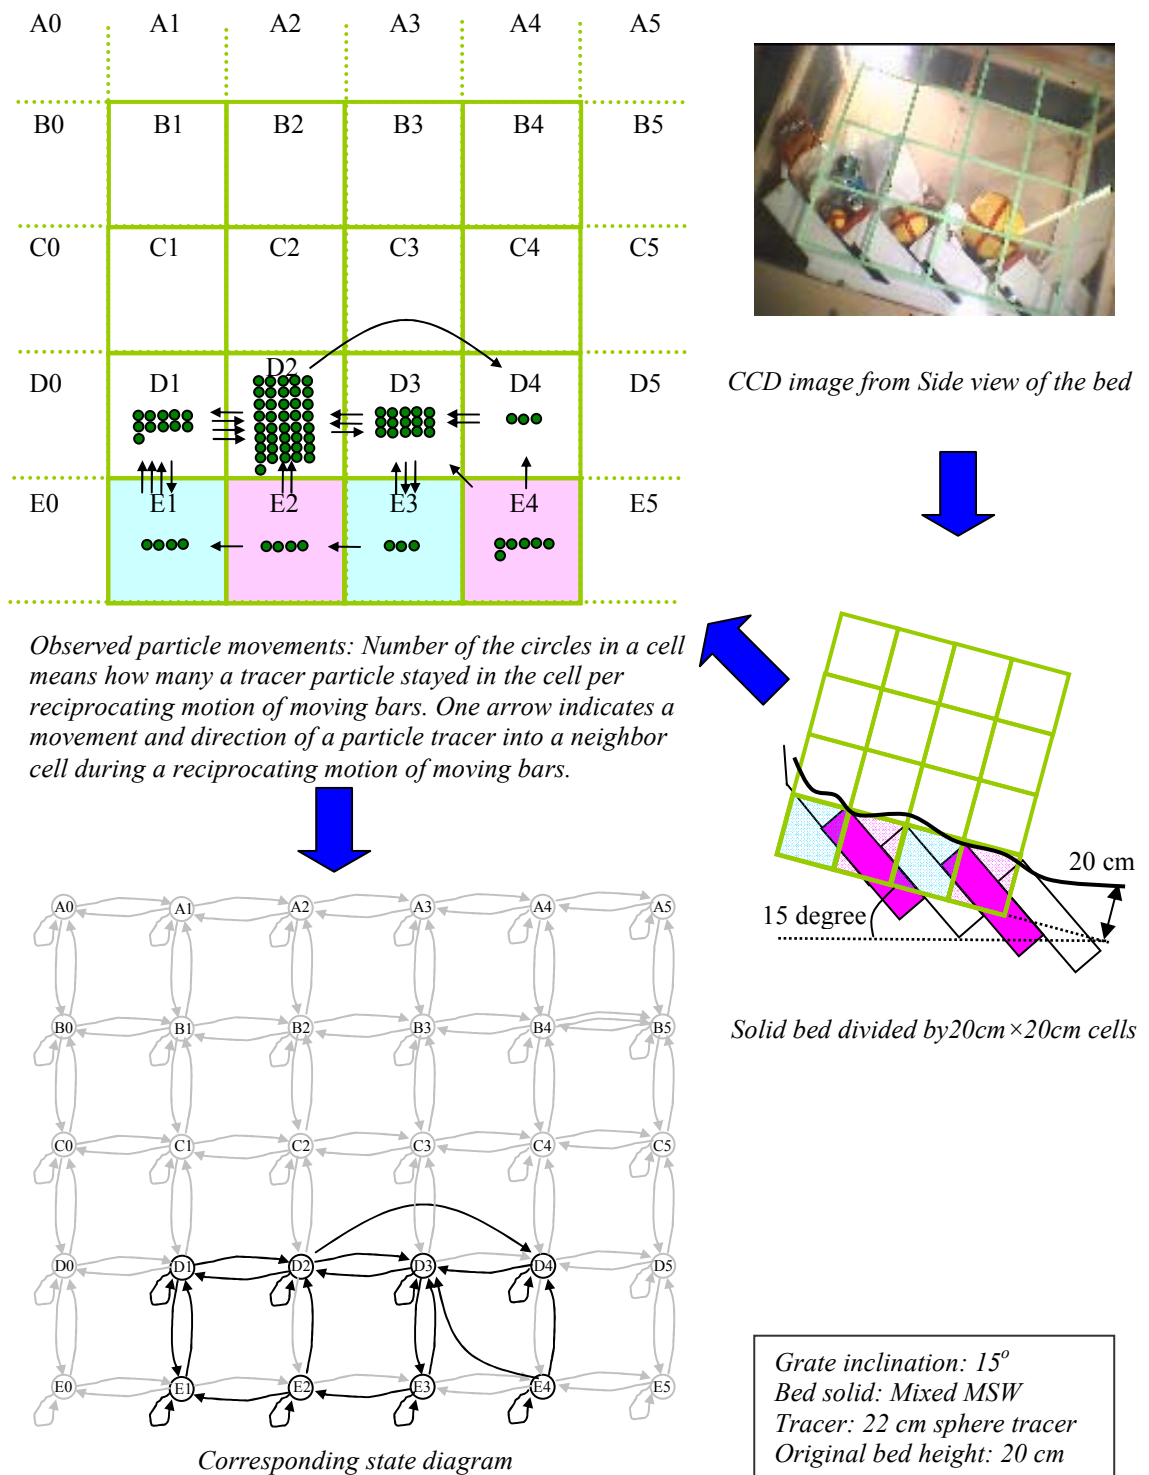 A0 A1 A2 A3 A4 A5
B0 B1 B2 B3 B4 B5
C0 C1 C2 C3 C4 C5
D0 D1 D2 D3 D4 D5
E0 E1 E2 E3 E4 E5
CCD image from Side view of the bed
Observed particle movements: Number of the circles in a cell
means how many a tracer particle stayed in the cell per
reciprocating motion of moving bars. One arrow indicates a
movement and direction of a particle tracer into a neighbor
cell during a reciprocating motion of moving bars.
20 cm
15 degree
Solid bed divided by20cm×20cm cells
A0 A1 A2 A3 A4 A5
B0 B1 B2 B3 B4 B5
C0 C1 C2 C3 C4 C5
D0 D1 D2 D3 D4 D5
E0 E1 E2 E3 E4 E5
Corresponding state diagram
Grate inclination: 15°
Bed solid: Mixed MSW
Tracer: 22 cm sphere tracer
Original bed height: 20 cm